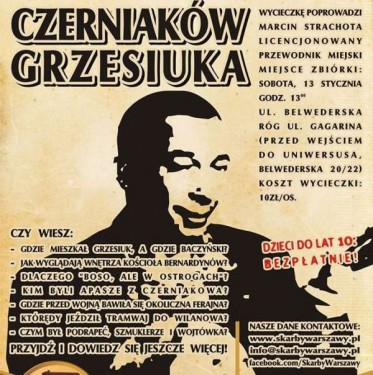 CZERNIAKÓW
GRZESIUKA
WYCIECZKĘ POPROWADZI
MARCIN STRACHOTA
LICENCJONOWANY
PRZEWODNIK MIEJSKI
MIEJSCE ZBIÓRKI:
SOBOTA, 13 STYCZNIA
GODZ. 13⁰⁰
UL. BELWEDERSKA
RÓG UL. GAGARINA
(PRZED WEJŚCIEM
DO UNIWERSUSA,
BELWEDERSKA 20/22)
KOSZT WYCIECZKI:
10ZŁ/OS.
DZIECI DO LAT 10:
BEZPŁATNIE!
CZY WIESZ:
- GDZIE MIESZKAŁ GRZESIUK, A GDZIE BACZYŃSKI?
- JAK WYGLĄDAJĄ WNĘTRZA KOŚCIOŁA BERNARDYNÓW?
- DLACZEGO "BOSO, ALE W OSTROGACH"?
- KIM BYLI APASZE Z CZERNIAKOWA?
- GDZIE PRZED WOJNĄ BAWIŁA SIĘ OKOLICZNA FERAJNA?
- KTÓRĘDY JEŹDZIŁ TRAMWAJ DO WILANOWA?
- CZYM BYŁ PODRAPEĆ, SZMUKLERZE I WOJTÓWKA?
PRZYJDŹ I DOWIEDZ SIĘ JESZCZE WIĘCEJ!
NASZE DANE KONTAKTOWE:
www.skarbywarszawy.pl
info@skarbywarszawy.pl
facebook.com/SkarbyWarszawy